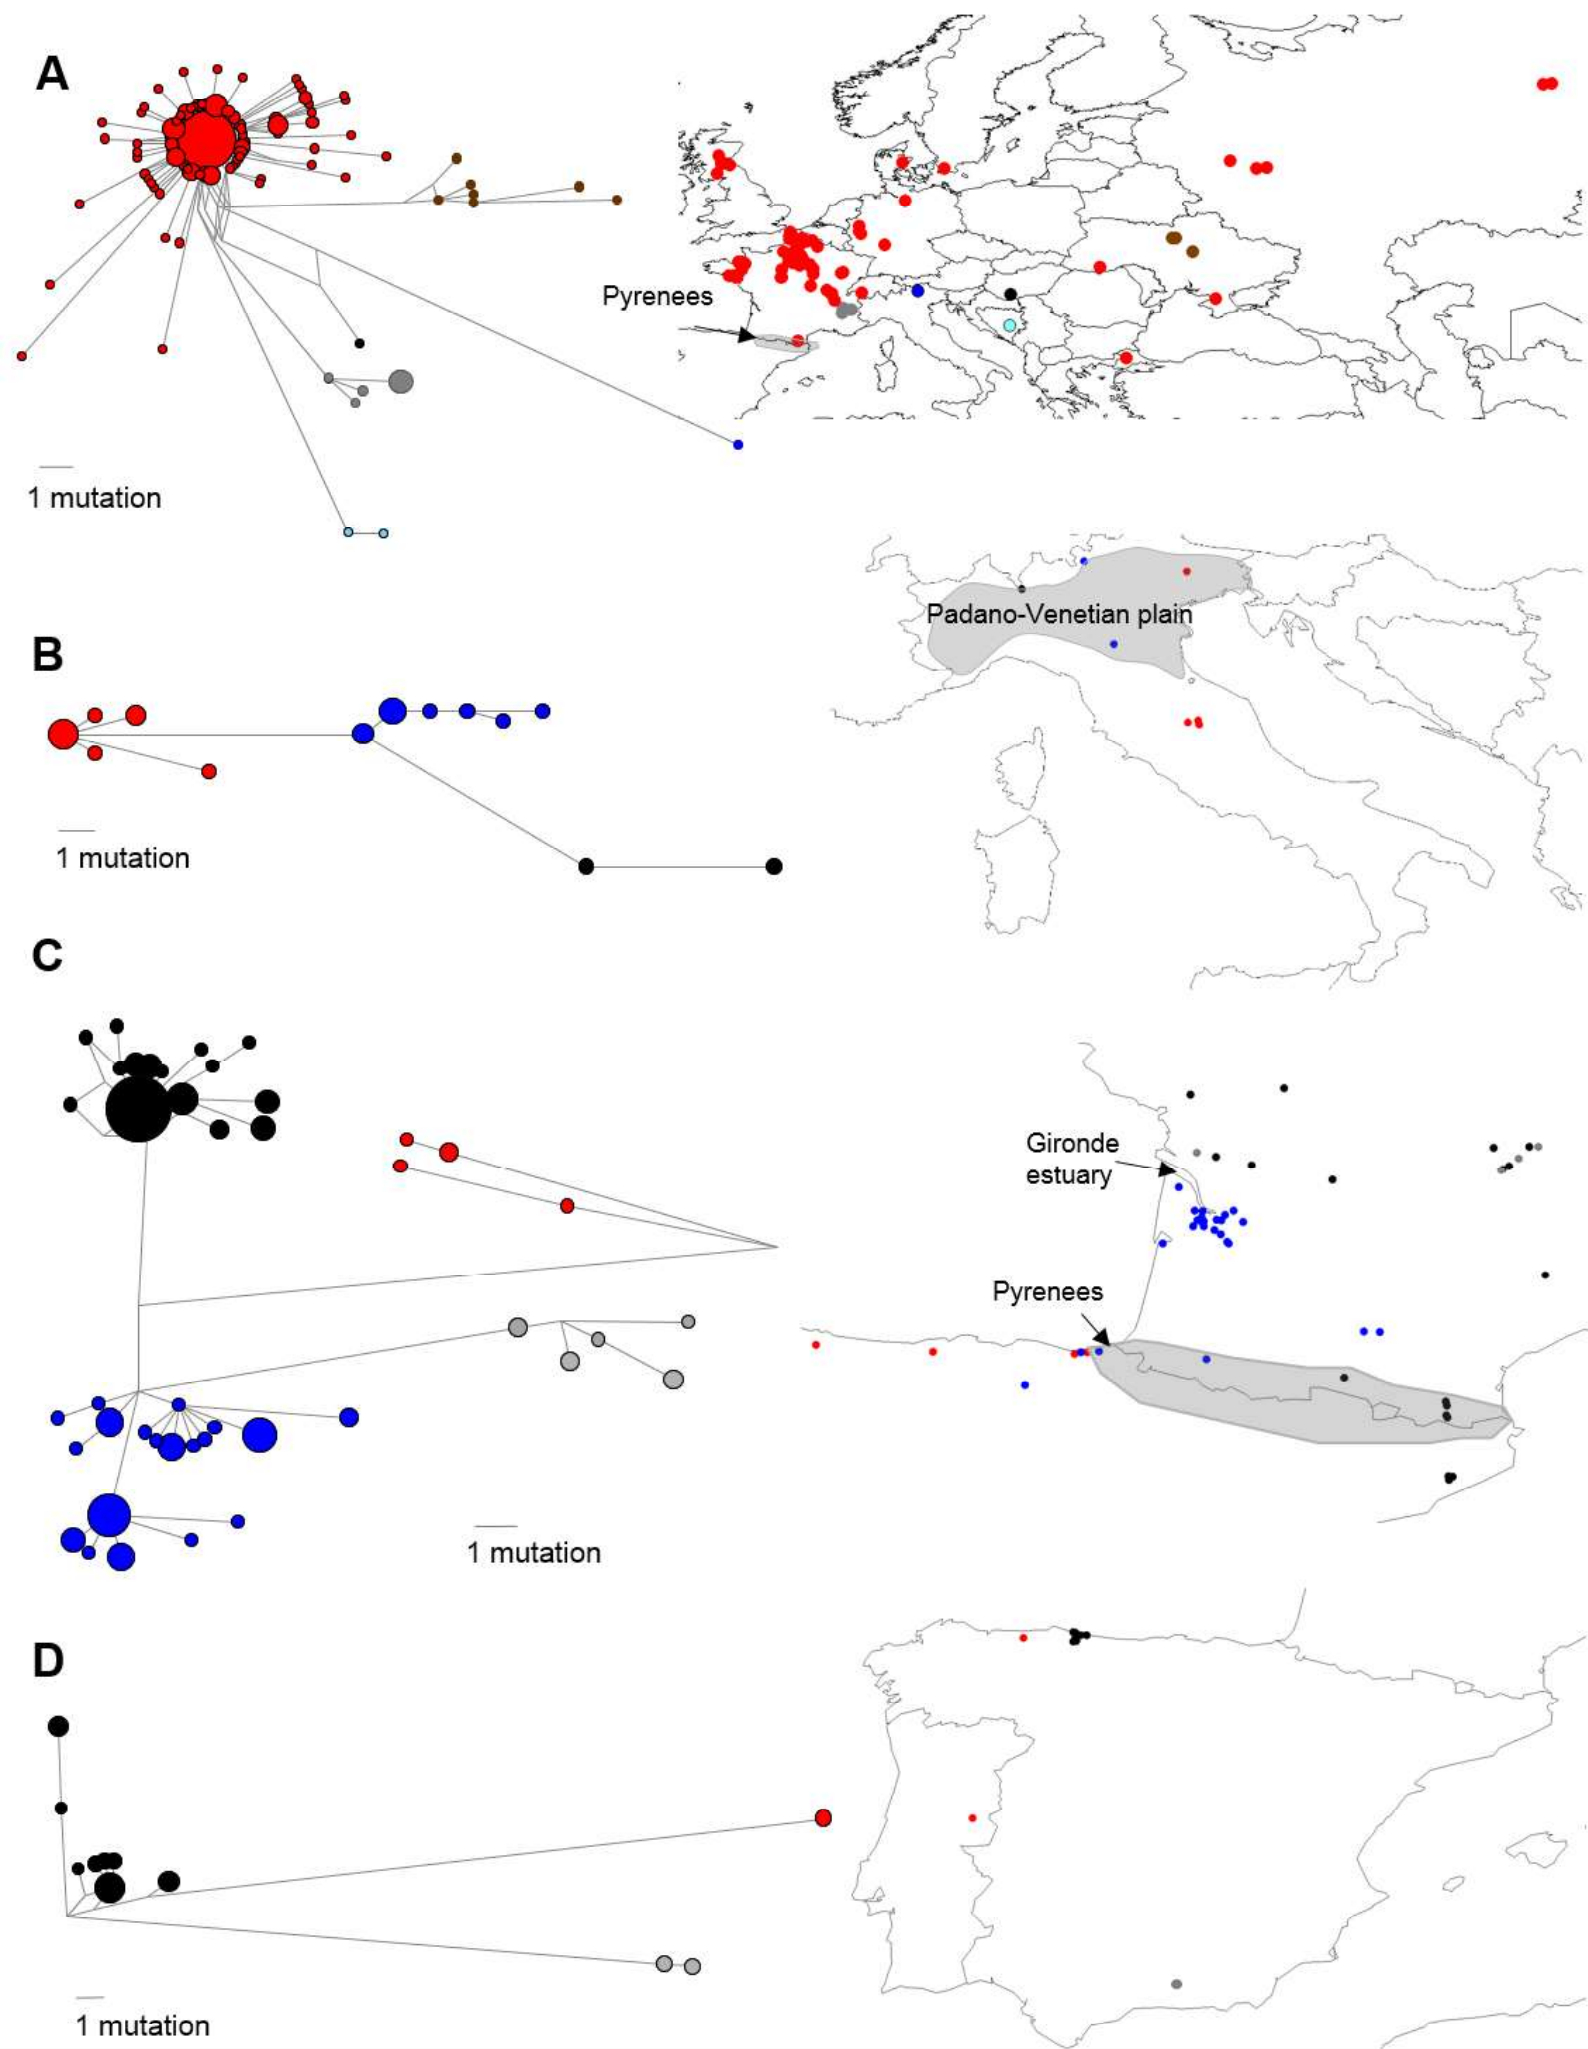 A
Pyrenees
1 mutation
Padano-Venetian plain
B
1 mutation
C
Gironde
estuary
Pyrenees
1 mutation
D
1 mutation